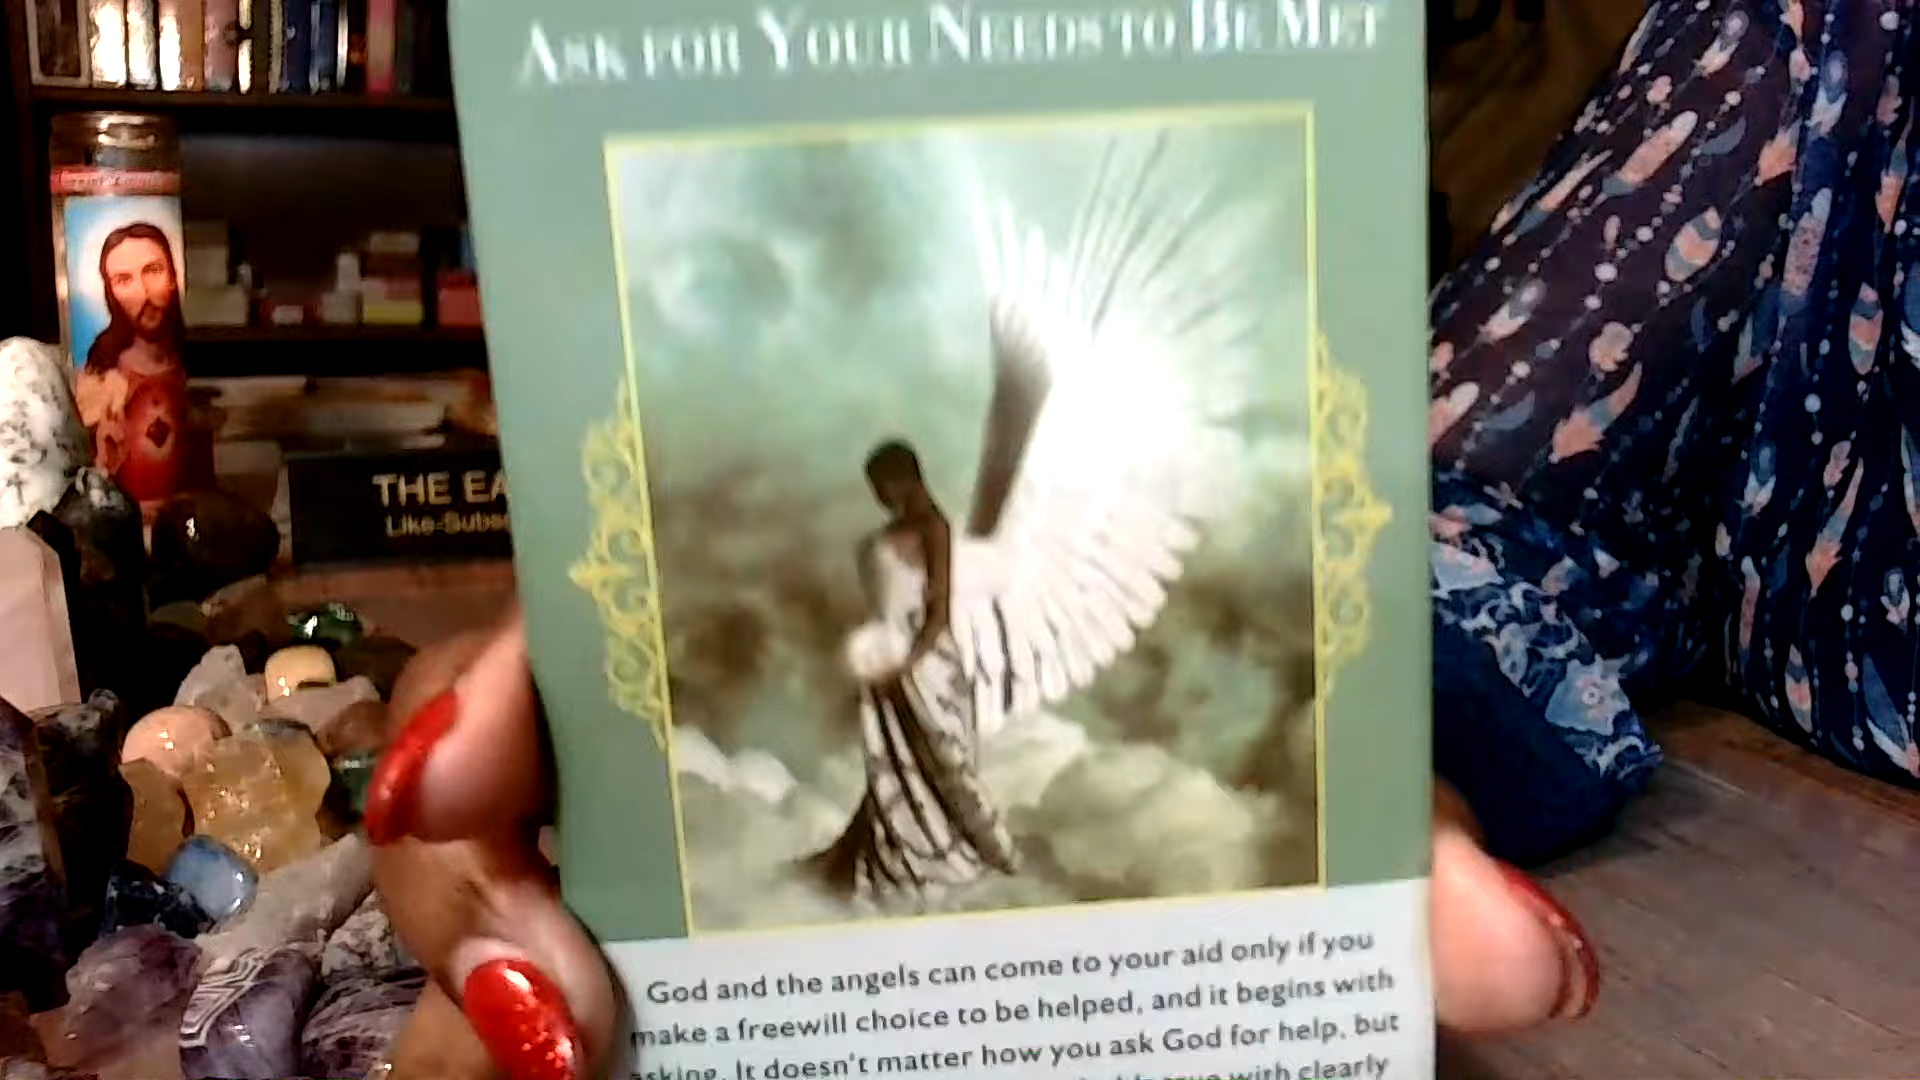 ASK FOR YOUR NEEDS TO BE MET
THE EA
Like-Subsc
God and the angels can come to your aid only if you
make a freewill choice to be helped, and it begins with
asking. It doesn't matter how you ask God for help, but
with clearly